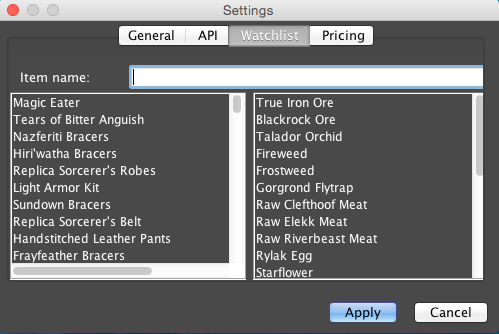 Settings
General API Watchlist Pricing
Item name:
Magic Eater
Tears of Bitter Anguish
Nazferiti Bracers
Hiri'watha Bracers
Replica Sorcerer's Robes
Light Armor Kit
Sundown Bracers
Replica Sorcerer's Belt
Handstitched Leather Pants
Frayfeather Bracers
True Iron Ore
Blackrock Ore
Talador Orchid
Fireweed
Frostweed
Gorgrond Flytrap
Raw Clefthoof Meat
Raw Elekk Meat
Raw Riverbeast Meat
Rylak Egg
Starflower
Apply Cancel